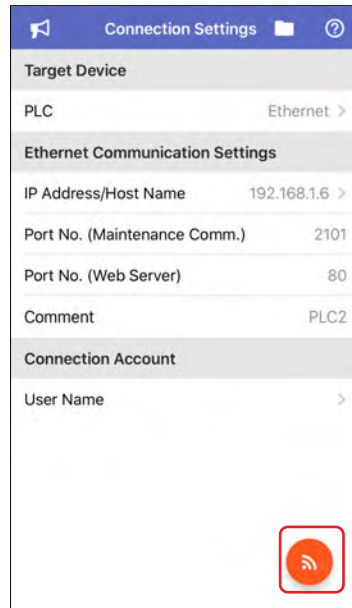 Connection Settings
Target Device
PLC Ethernet
Ethernet Communication Settings
IP Address/Host Name 192.168.1.6
Port No. (Maintenance Comm.) 2101
Port No. (Web Server) 80
Comment PLC2
Connection Account
User Name